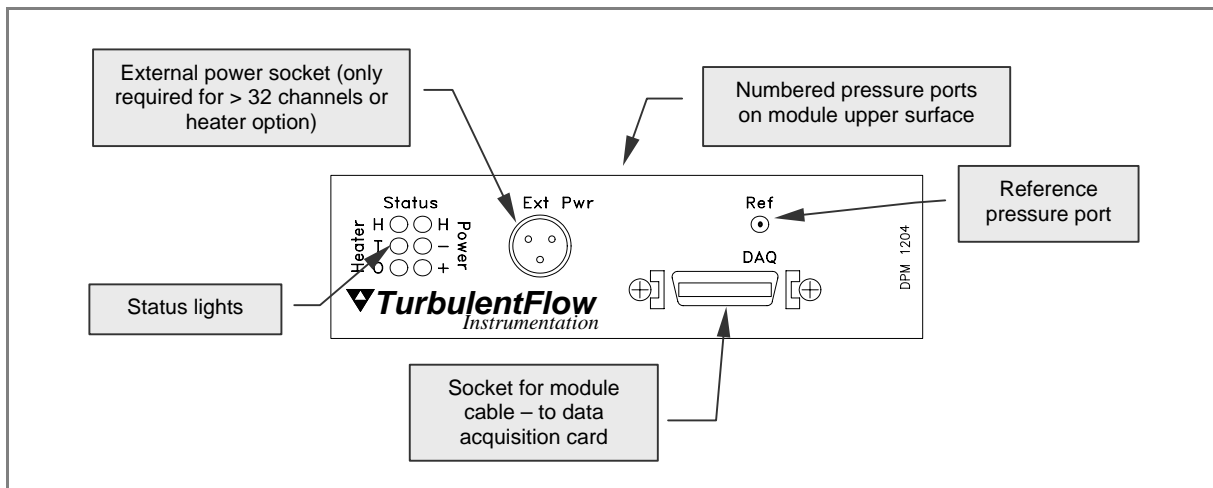 External power socket (only
required for > 32 channels or
heater option)
Numbered pressure ports
on module upper surface
Reference
pressure port
Status lights
Socket for module
cable – to data
acquisition card
Status
Heater
H
T
O
H
–
+
Power
Ext Pwr
Ref
DAQ
DPM 1204
TurbulentFlow
Instrumentation